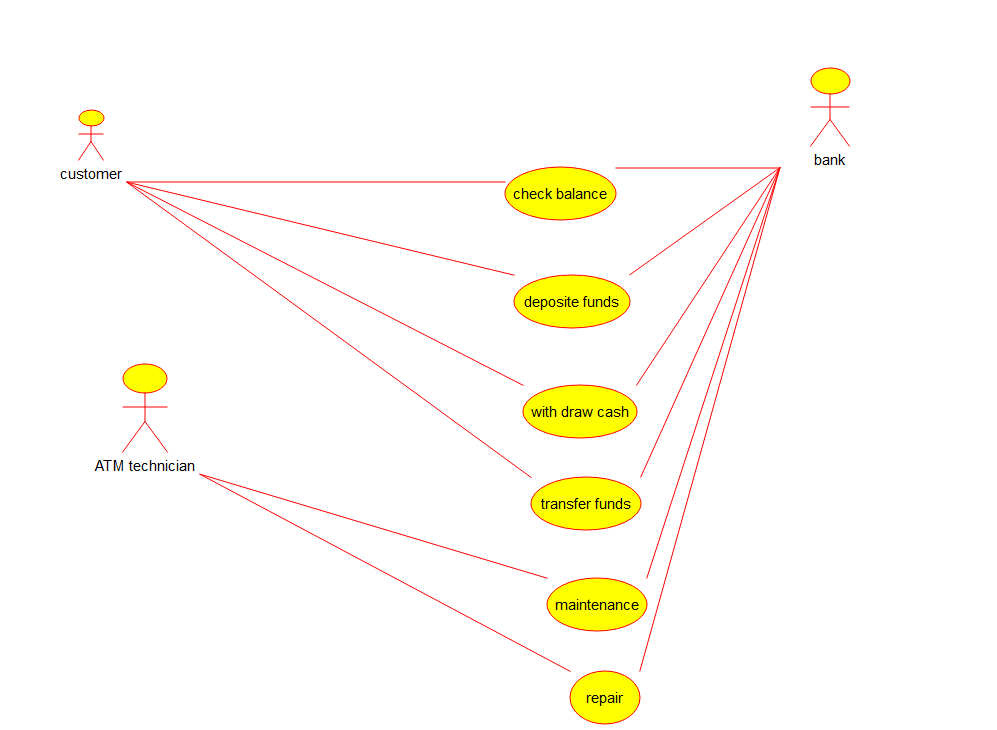 bank
customer
check balance
deposite funds
with draw cash
ATM technician
transfer funds
maintenance
repair